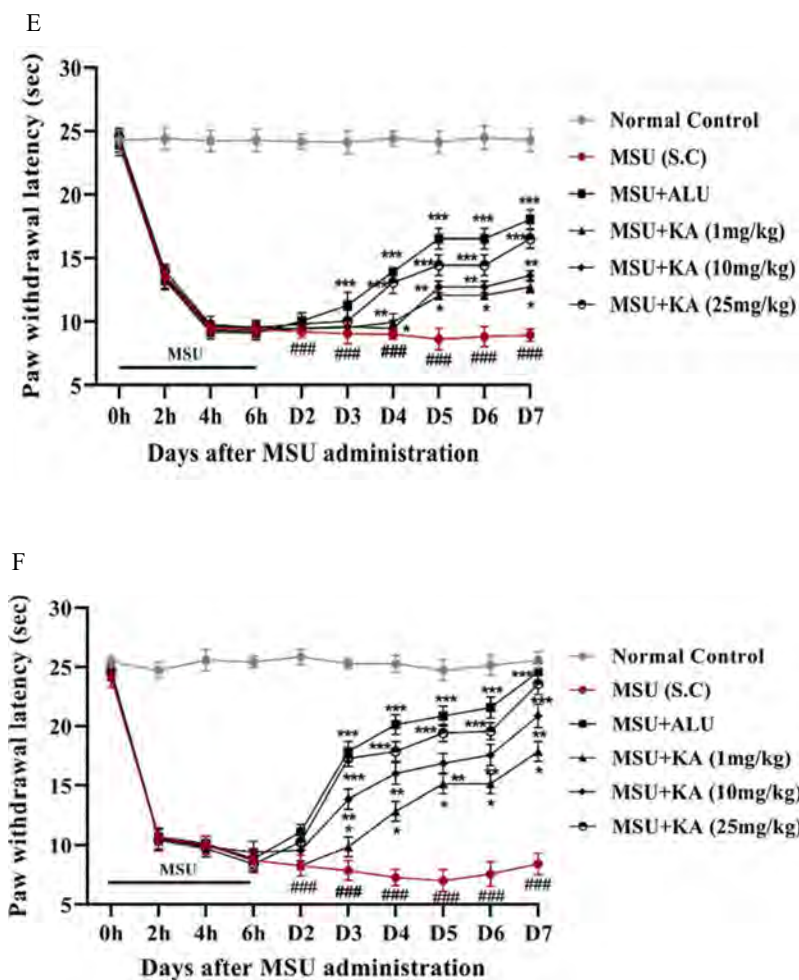 E
30
25
20
15
10
5
Paw withdrawal latency (sec)
***
***
***
***
***
***
***
***
***
**
**
**
**
*
*
*
*
MSU
###
###
###
###
###
###
0h 2h 4h 6h D2 D3 D4 D5 D6 D7
Days after MSU administration
Normal Control
MSU (S.C)
MSU+ALU
MSU+KA (1mg/kg)
MSU+KA (10mg/kg)
MSU+KA (25mg/kg)
F
30
25
20
15
10
5
Paw withdrawal latency (sec)
***
***
***
***
***
***
***
***
***
***
**
**
**
**
**
*
*
*
*
*
MSU
###
###
###
###
###
###
0h 2h 4h 6h D2 D3 D4 D5 D6 D7
Days after MSU administration
Normal Control
MSU (S.C)
MSU+ALU
MSU+KA (1mg/kg)
MSU+KA (10mg/kg)
MSU+KA (25mg/kg)